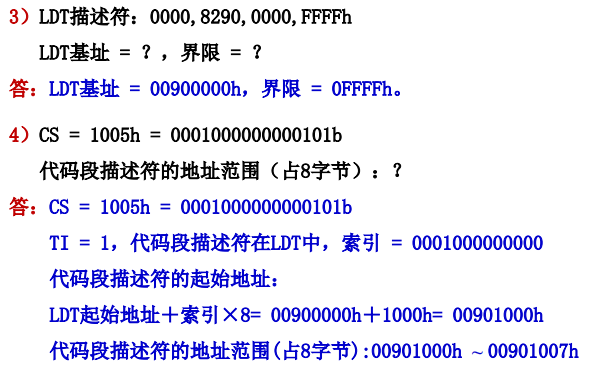 3）LDT描述符：0000,8290,0000,FFFFh
LDT基址 = ？，界限 = ？
答：LDT基址 = 00900000h，界限 = 0FFFFh。
4）CS = 1005h = 0001000000000101b
代码段描述符的地址范围（占8字节）：？
答：CS = 1005h = 0001000000000101b
TI = 1，代码段描述符在LDT中，索引 = 0001000000000
代码段描述符的起始地址：
LDT起始地址＋索引×8= 00900000h＋1000h= 00901000h
代码段描述符的地址范围(占8字节):00901000h ~ 00901007h